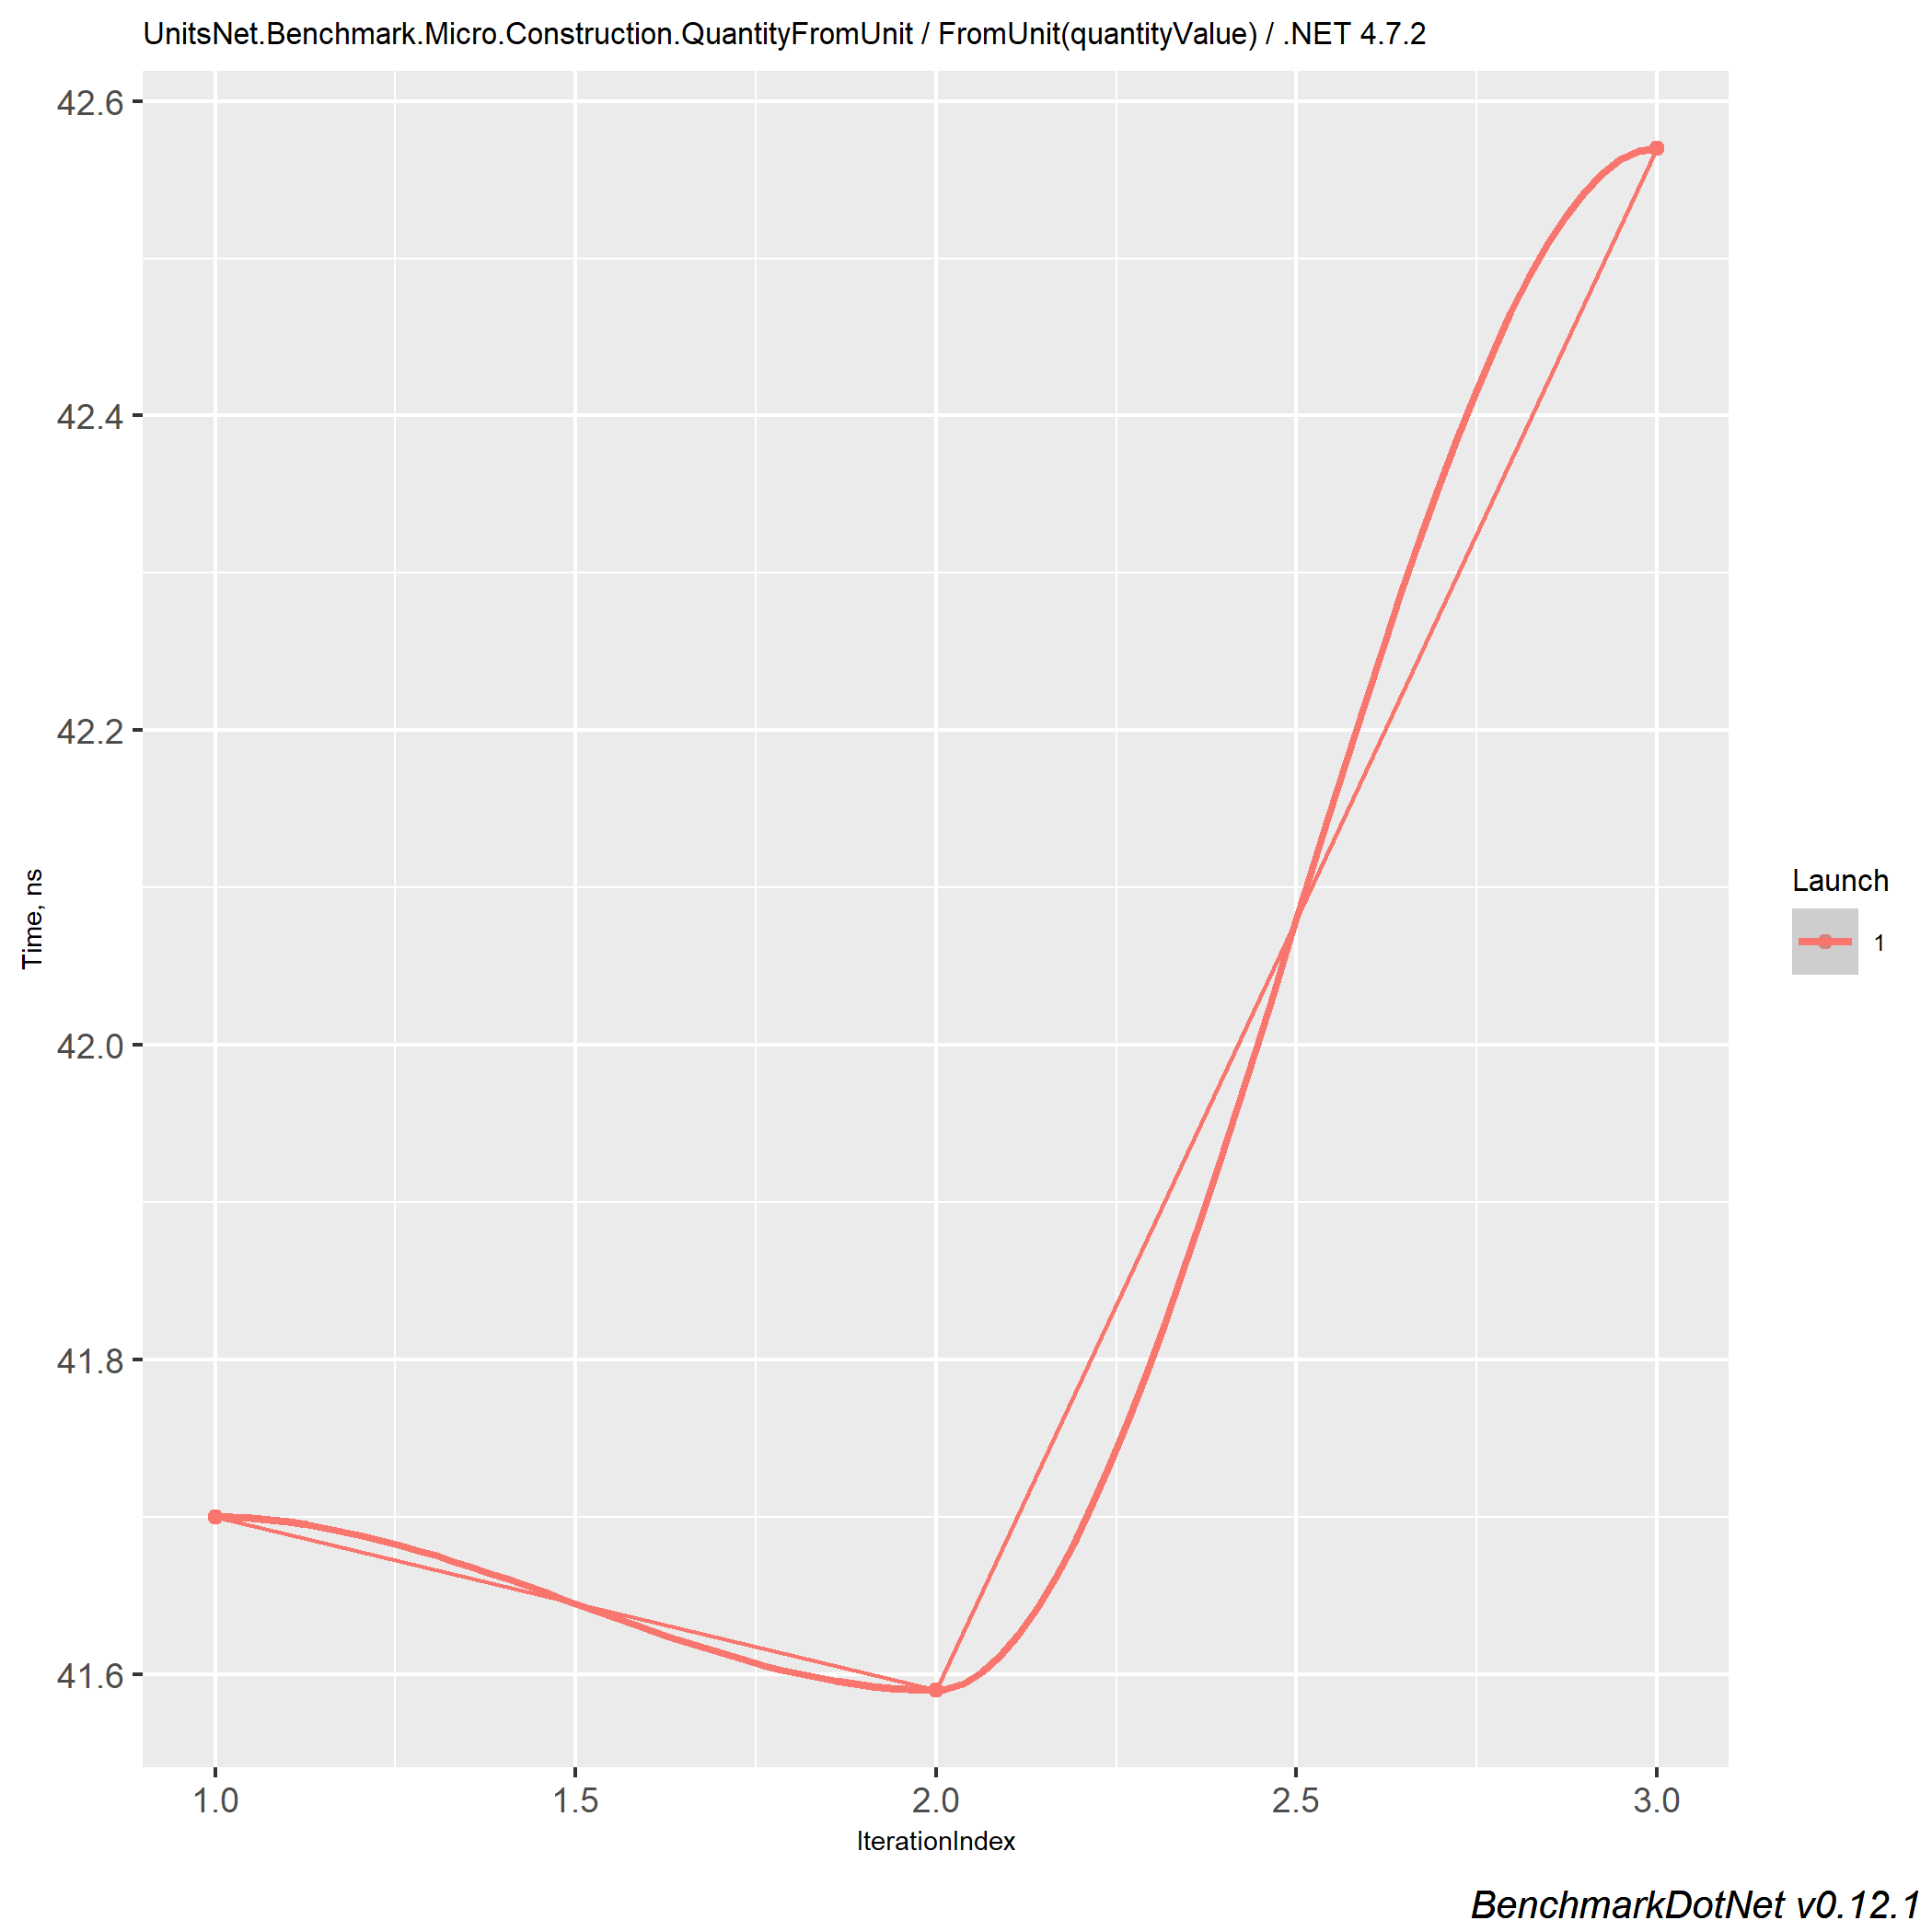 UnitsNet.Benchmark.Micro.Construction.QuantityFromUnit / FromUnit(quantityValue) / .NET 4.7.2
42.6
42.4
42.2
42.0
41.8
41.6
Time, ns
1.0 1.5 2.0 2.5 3.0
IterationIndex
Launch
1
BenchmarkDotNet v0.12.1